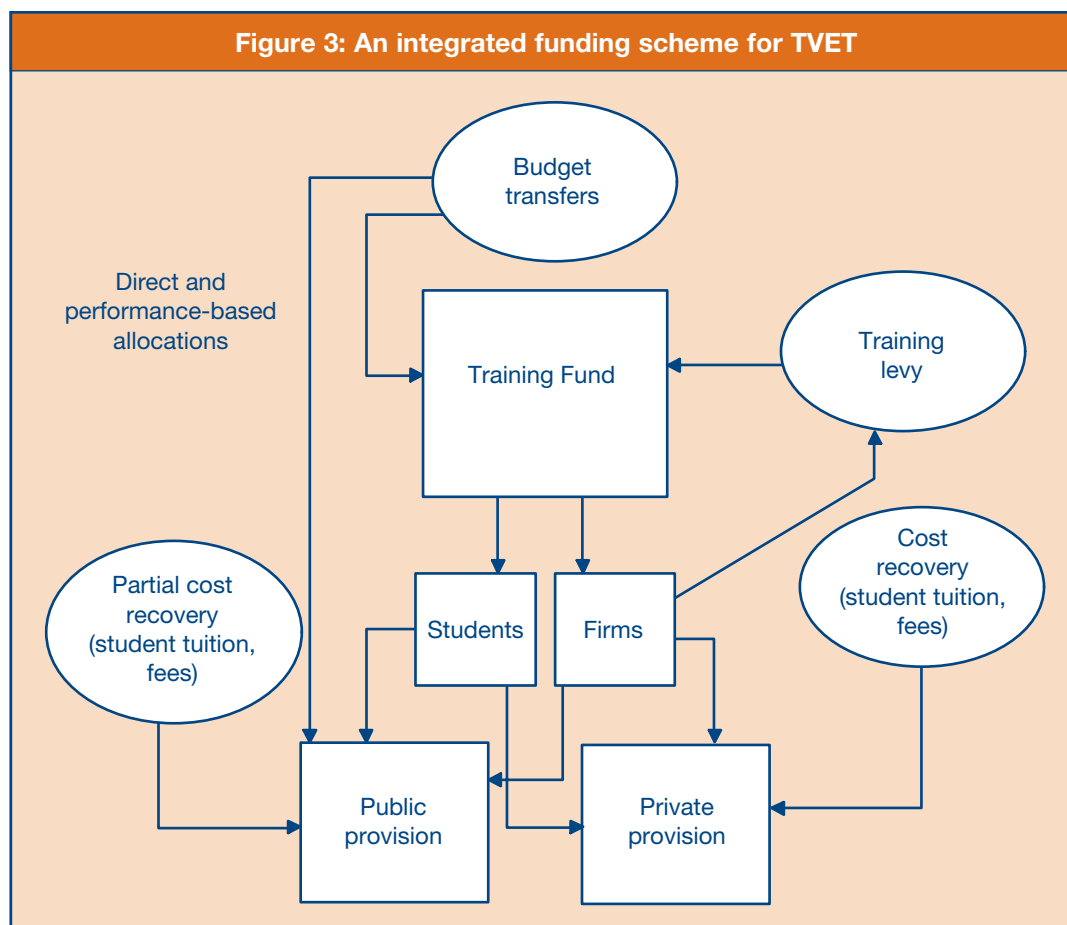 Figure 3: An integrated funding scheme for TVET
Budget
transfers
Direct and
performance-based
allocations
Training Fund
Training
levy
Partial cost
recovery
(student tuition,
fees)
Students
Firms
Cost
recovery
(student tuition,
fees)
Public
provision
Private
provision